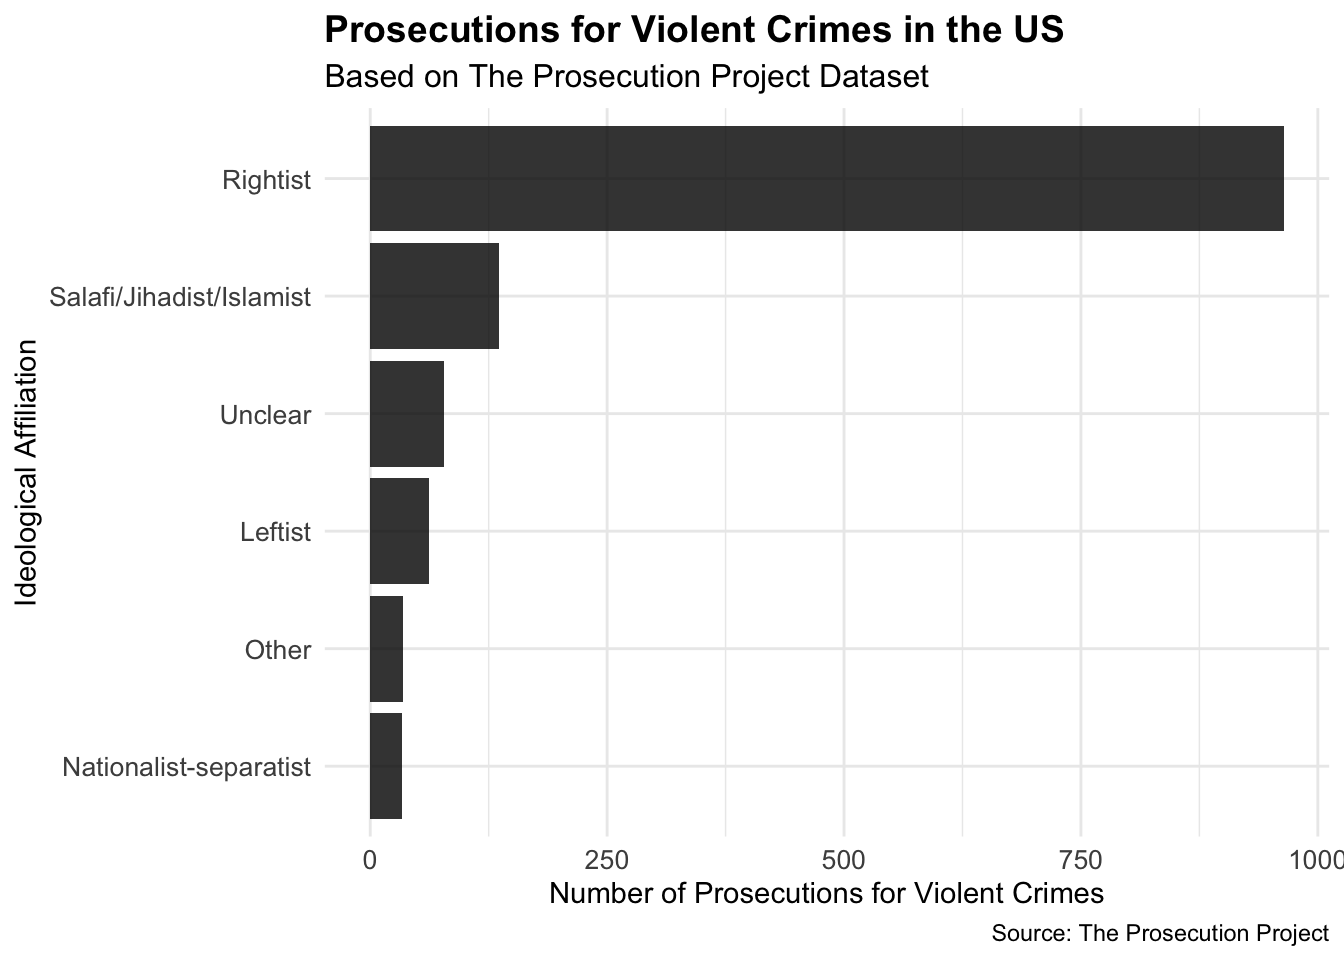 Prosecutions for Violent Crimes in the US
Based on The Prosecution Project Dataset
Ideological Affiliation
Rightist
Salafi/Jihadist/Islamist
Unclear
Leftist
Other
Nationalist-separatist
0 250 500 750 1000
Number of Prosecutions for Violent Crimes
Source: The Prosecution Project